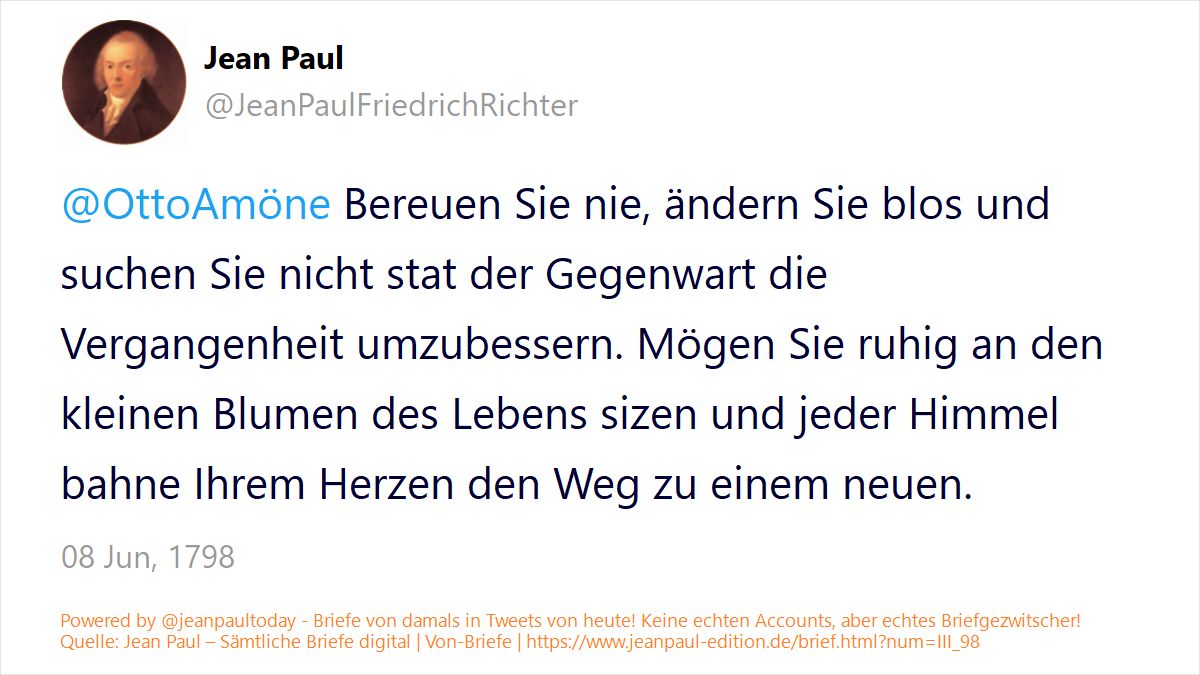 Jean Paul
@JeanPaulFriedrichRichter
@OttoAmöne Bereuen Sie nie, ändern Sie blos und
suchen Sie nicht stat der Gegenwart die
Vergangenheit umzubessern. Mögen Sie ruhig an den
kleinen Blumen des Lebens sizen und jeder Himmel
bahne Ihrem Herzen den Weg zu einem neuen.
08 Jun, 1798
Powered by @jeanpaultoday - Briefe von damals in Tweets von heute! Keine echten Accounts, aber echtes Briefgezwitscher!
Quelle: Jean Paul – Sämtliche Briefe digital | Von-Briefe | https://www.jeanpaul-edition.de/brief.html?num=III_98